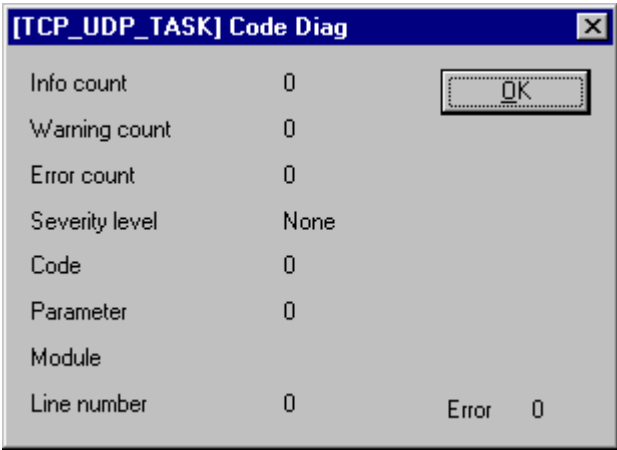 [TCP_UDP_TASK] Code Diag
Info count 0
OK
Warning count 0
Error count 0
Severity level None
Code 0
Parameter 0
Module
Line number 0
Error 0